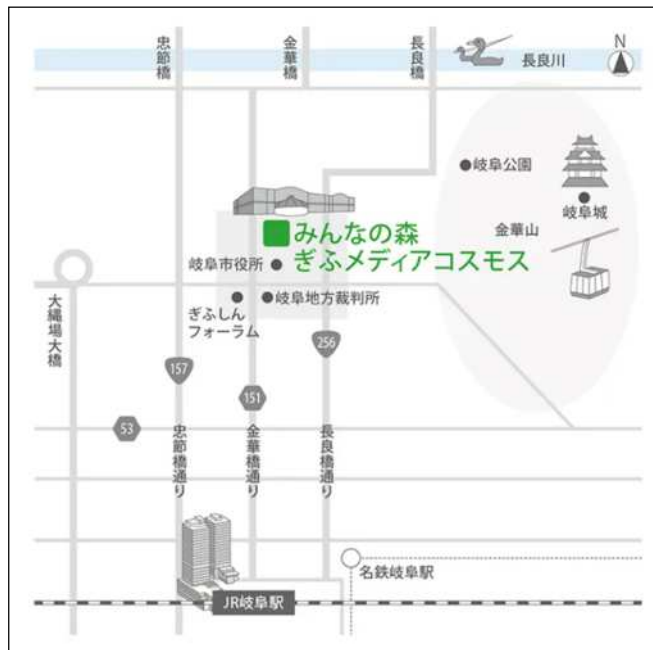 忠節橋
金華橋
長良橋
長良川
N
岐阜公園
岐阜城
金華山
みんなの森
ぎふメディアコスモス
岐阜市役所
ぎふしん
フォーラム
岐阜地方裁判所
大縄場大橋
157
256
151
53
忠節橋通り
金華橋通り
長良橋通り
名鉄岐阜駅
JR岐阜駅